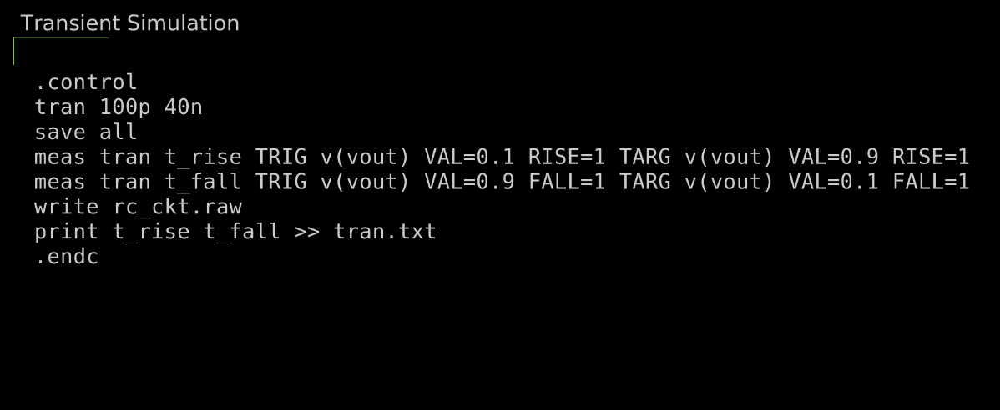 Transient Simulation
.control
tran 100p 40n
save all
meas tran t_rise TRIG v(vout) VAL=0.1 RISE=1 TARG v(vout) VAL=0.9 RISE=1
meas tran t_fall TRIG v(vout) VAL=0.9 FALL=1 TARG v(vout) VAL=0.1 FALL=1
write rc_ckt.raw
print t_rise t_fall >> tran.txt
.endc